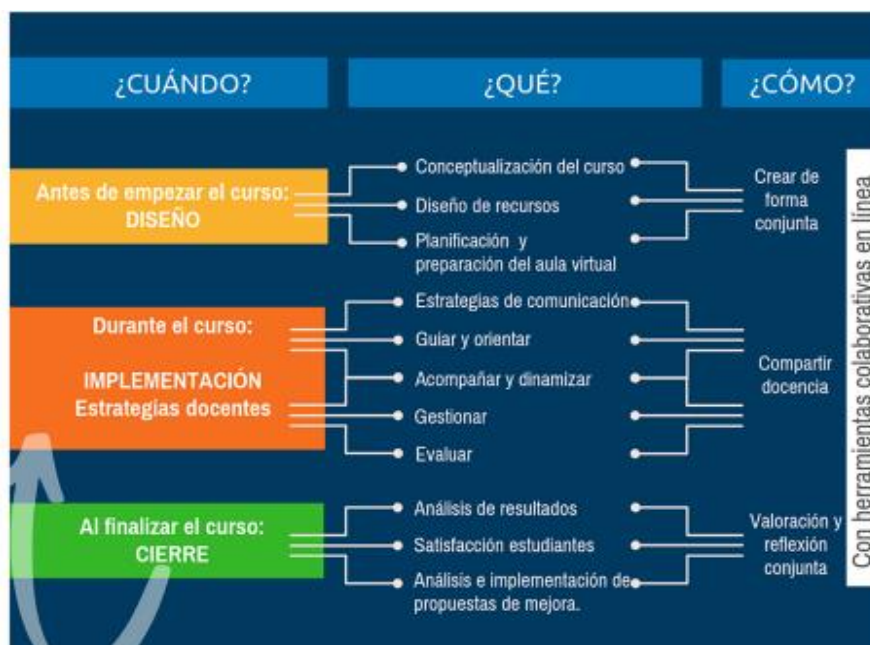 ¿CUÁNDO?
¿QUÉ?
¿CÓMO?
Antes de empezar el curso:
DISEÑO
Conceptualización del curso
Diseño de recursos
Planificación y
preparación del aula virtual
Crear de
forma
conjunta
Durante el curso:
IMPLEMENTACIÓN
Estrategias docentes
Estrategias de comunicación
Guiar y orientar
Acompañar y dinamizar
Gestionar
Evaluar
Compartir
docencia
Al finalizar el curso:
CIERRE
Análisis de resultados
Satisfacción estudiantes
Análisis e implementación de
propuestas de mejora.
Valoración y
reflexión
conjunta
Con herramientas colaborativas en línea